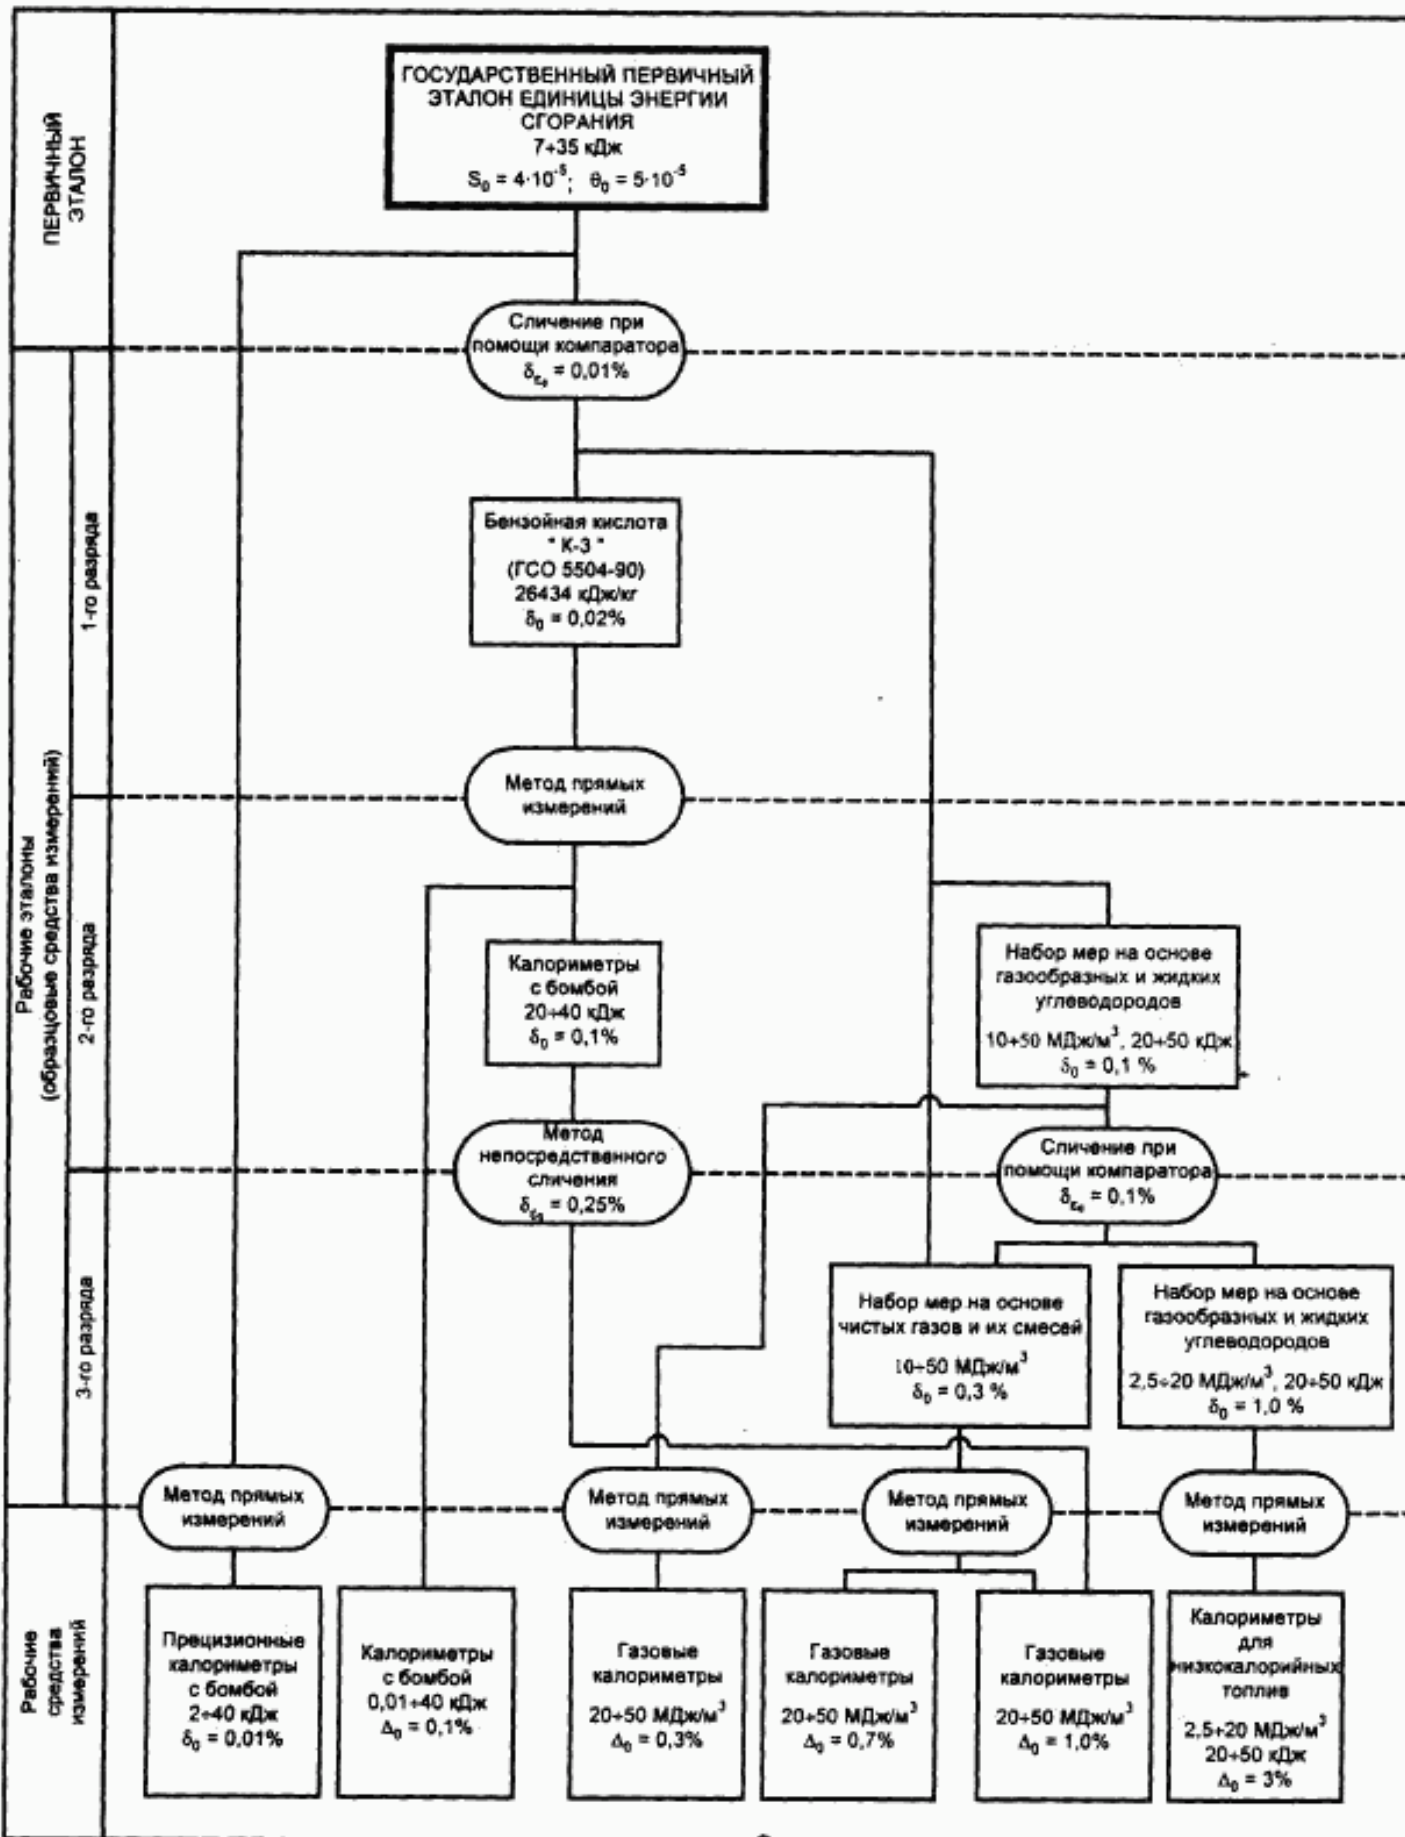 ПЕРВИЧНЫЙ
ЭТАЛОН
ГОСУДАРСТВЕННЫЙ ПЕРВИЧНЫЙ
ЭТАЛОН ЕДИНИЦЫ ЭНЕРГИИ
СГОРАНИЯ
7÷35 кДж
S₀ = 4·10⁻⁵; θ₀ = 5·10⁻⁵
Сличение при
помощи компаратора
δ_ε₀ = 0,01%
Рабочие эталоны
(образцовые средства измерений)
1-го разряда
Бензойная кислота
" К-3 "
(ГСО 5504-90)
26434 кДж/кг
δ₀ = 0,02%
Метод прямых
измерений
2-го разряда
Калориметры
с бомбой
20÷40 кДж
δ₀ = 0,1%
Набор мер на основе
газообразных и жидких
углеводородов
10÷50 МДж/м³, 20÷50 кДж
δ₀ = 0,1 %
Метод
непосредственного
сличения
δ_ε₀ = 0,25%
Сличение при
помощи компаратора
δ_ε₀ = 0,1%
3-го разряда
Набор мер на основе
чистых газов и их смесей
10÷50 МДж/м³
δ₀ = 0,3 %
Набор мер на основе
газообразных и жидких
углеводородов
2,5÷20 МДж/м³, 20÷50 кДж
δ₀ = 1,0 %
Метод прямых
измерений
Метод прямых
измерений
Метод прямых
измерений
Метод прямых
измерений
Рабочие
средства
измерений
Прецизионные
калориметры
с бомбой
2÷40 кДж
δ₀ = 0,01%
Калориметры
с бомбой
0,01÷40 кДж
Δ₀ = 0,1%
Газовые
калориметры
20÷50 МДж/м³
Δ₀ = 0,3%
Газовые
калориметры
20÷50 МДж/м³
Δ₀ = 0,7%
Газовые
калориметры
20÷50 МДж/м³
Δ₀ = 1,0%
Калориметры
для
низкокалорийных
топлив
2,5÷20 МДж/м³
20÷50 кДж
Δ₀ = 3%